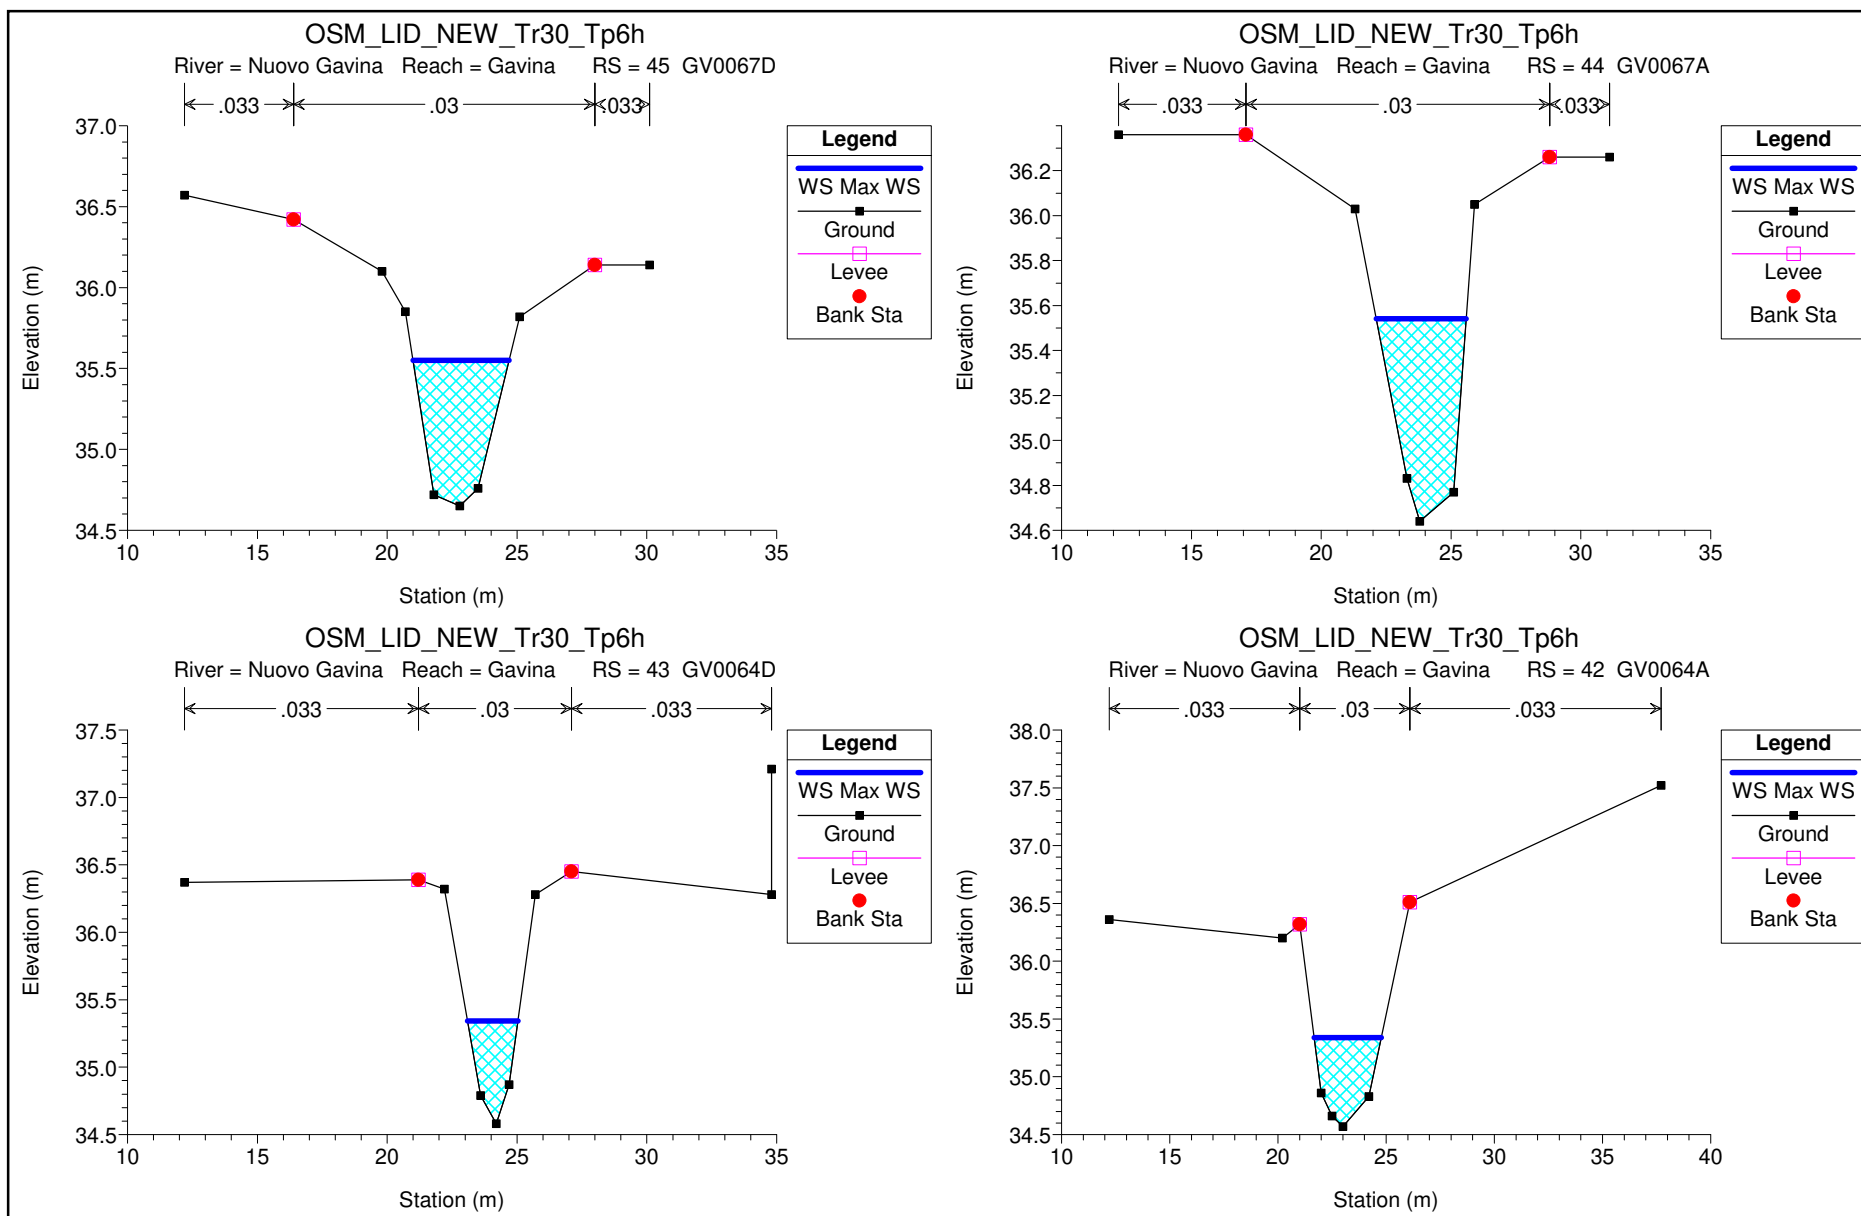 OSM_LID_NEW_Tr30_Tp6h
River = Nuovo Gavina Reach = Gavina RS = 45 GV0067D
.033 .03 .033
37.0
36.5
36.0
35.5
35.0
34.5
10 15 20 25 30 35
Elevation (m)
Station (m)
Legend
WS Max WS
Ground
Levee
Bank Sta
OSM_LID_NEW_Tr30_Tp6h
River = Nuovo Gavina Reach = Gavina RS = 44 GV0067A
.033 .03 .033
36.2
36.0
35.8
35.6
35.4
35.2
35.0
34.8
34.6
10 15 20 25 30 35
Elevation (m)
Station (m)
Legend
WS Max WS
Ground
Levee
Bank Sta
OSM_LID_NEW_Tr30_Tp6h
River = Nuovo Gavina Reach = Gavina RS = 43 GV0064D
.033 .03 .033
37.5
37.0
36.5
36.0
35.5
35.0
34.5
10 15 20 25 30 35
Elevation (m)
Station (m)
Legend
WS Max WS
Ground
Levee
Bank Sta
OSM_LID_NEW_Tr30_Tp6h
River = Nuovo Gavina Reach = Gavina RS = 42 GV0064A
.033 .03 .033
38.0
37.5
37.0
36.5
36.0
35.5
35.0
34.5
10 15 20 25 30 35 40
Elevation (m)
Station (m)
Legend
WS Max WS
Ground
Levee
Bank Sta